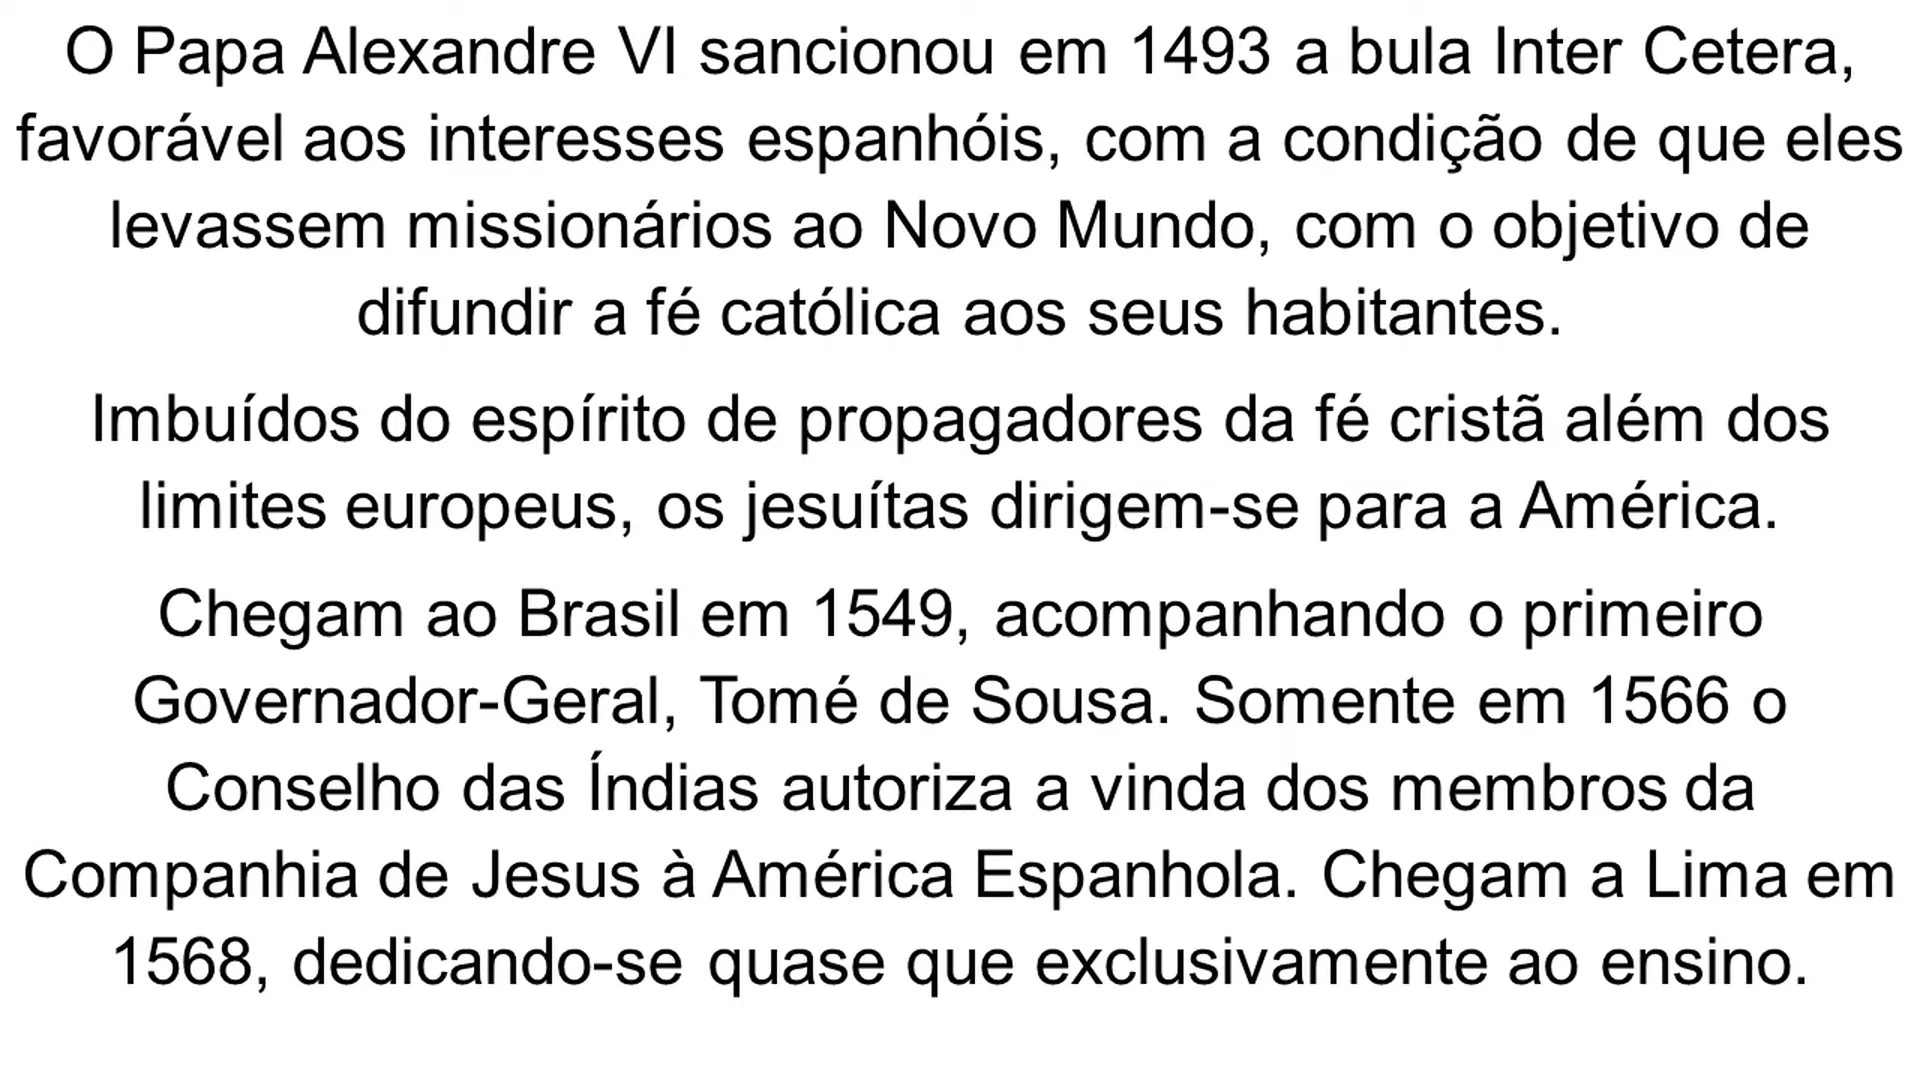 O Papa Alexandre VI sancionou em 1493 a bula Inter Cetera,
favorável aos interesses espanhóis, com a condição de que eles
levassem missionários ao Novo Mundo, com o objetivo de
difundir a fé católica aos seus habitantes.
Imbuídos do espírito de propagadores da fé cristã além dos
limites europeus, os jesuítas dirigem-se para a América.
Chegam ao Brasil em 1549, acompanhando o primeiro
Governador-Geral, Tomé de Sousa. Somente em 1566 o
Conselho das Índias autoriza a vinda dos membros da
Companhia de Jesus à América Espanhola. Chegam a Lima em
1568, dedicando-se quase que exclusivamente ao ensino.